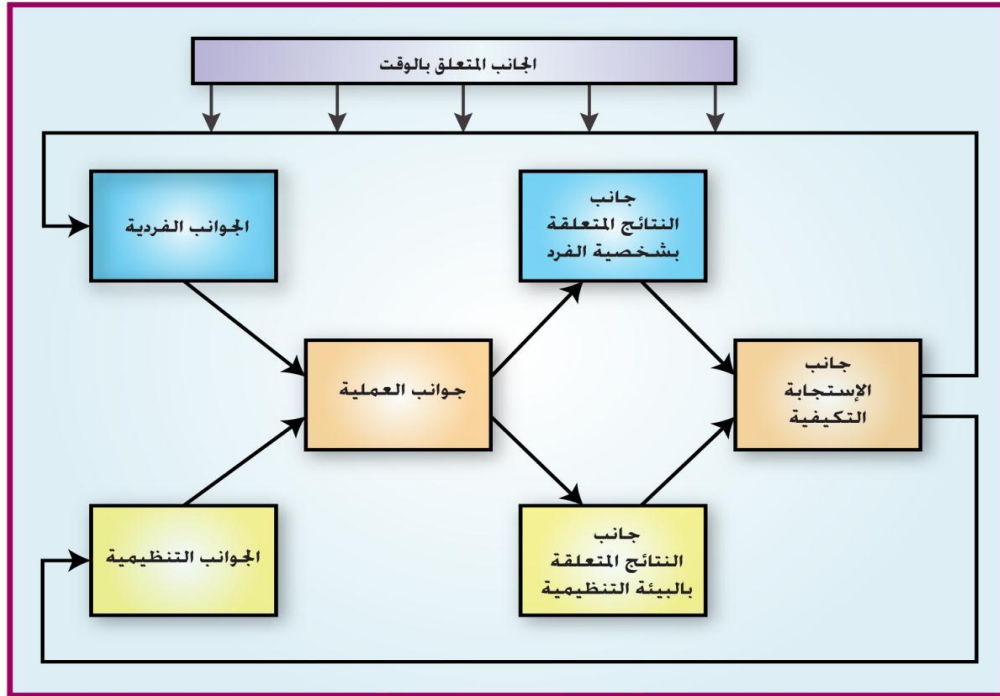 الجانب المتعلق بالوقت
الجوانب الفردية
جانب
النتائج المتعلقة
بشخصية الفرد
جوانب العملية
جانب
الإستجابة
التكيفية
الجوانب التنظيمية
جانب
النتائج المتعلقة
بالبيئة التنظيمية